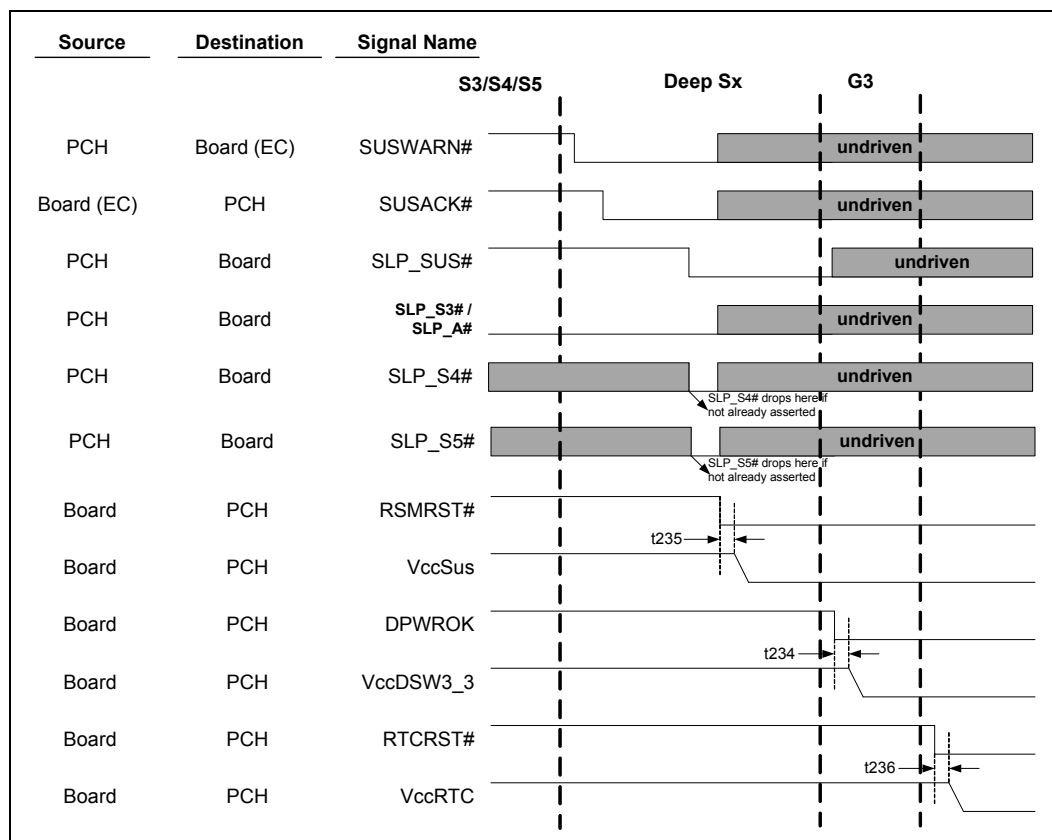 Source Destination Signal Name
S3/S4/S5 Deep Sx G3
PCH Board (EC) SUSWARN# undriven
Board (EC) PCH SUSACK# undriven
PCH Board SLP_SUS# undriven
PCH Board SLP_S3# /
SLP_A# undriven
PCH Board SLP_S4# undriven
SLP_S4# drops here if
not already asserted
PCH Board SLP_S5# undriven
SLP_S5# drops here if
not already asserted
Board PCH RSMRST#
t235
Board PCH VccSus
Board PCH DPWROK
t234
Board PCH VccDSW3_3
Board PCH RTCRST#
t236
Board PCH VccRTC